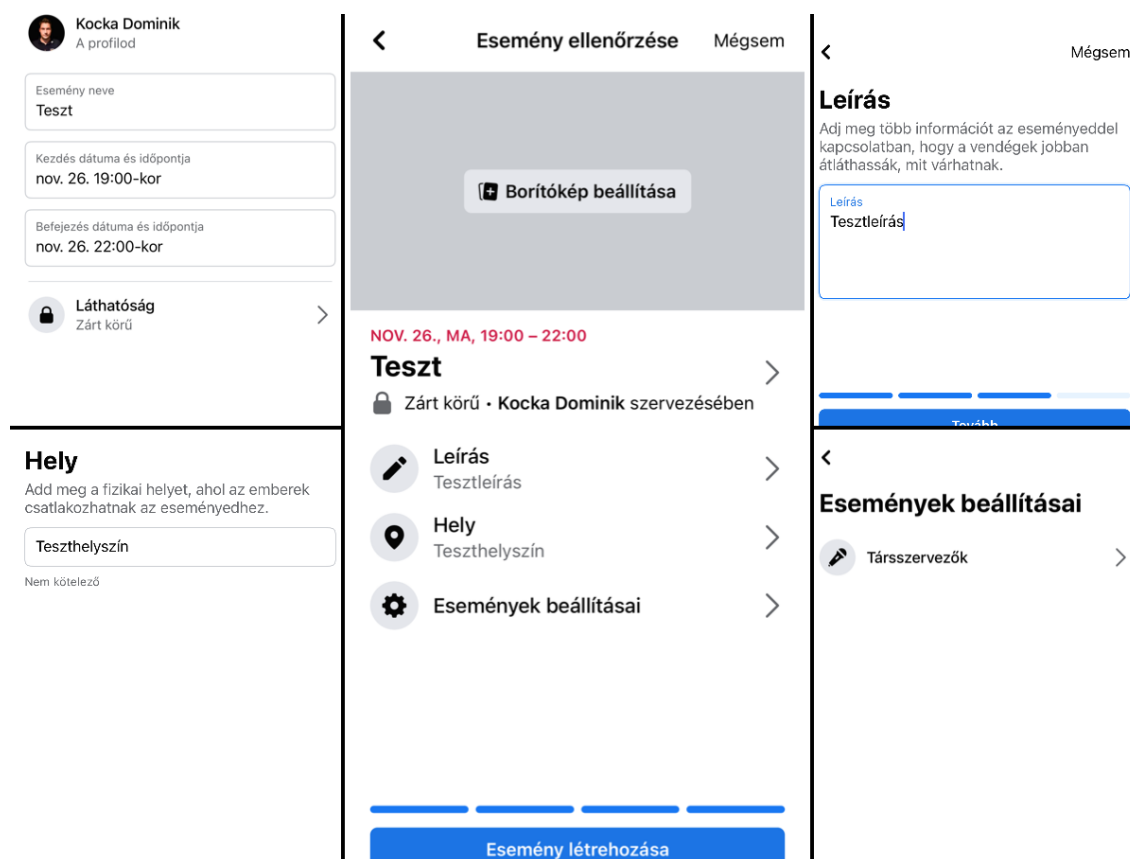 Kocka Dominik
A profilod
Esemény neve
Teszt
Kezdés dátuma és időpontja
nov. 26. 19:00-kor
Befejezés dátuma és időpontja
nov. 26. 22:00-kor
Láthatóság
Zárt körű
Hely
Add meg a fizikai helyet, ahol az emberek
csatlakozhatnak az eseményedhez.
Teszthelyszín
Nem kötelező
Esemény ellenőrzése
Mégsem
Borítókép beállítása
NOV. 26., MA, 19:00 – 22:00
Teszt
Zárt körű • Kocka Dominik szervezésében
Leírás
Tesztleírás
Hely
Teszthelyszín
Események beállításai
Esemény létrehozása
Mégsem
Leírás
Adj meg több információt az eseményeddel
kapcsolatban, hogy a vendégek jobban
átláthassák, mit várhatnak.
Leírás
Tesztleírás
Tovább
Események beállításai
Társszervezők